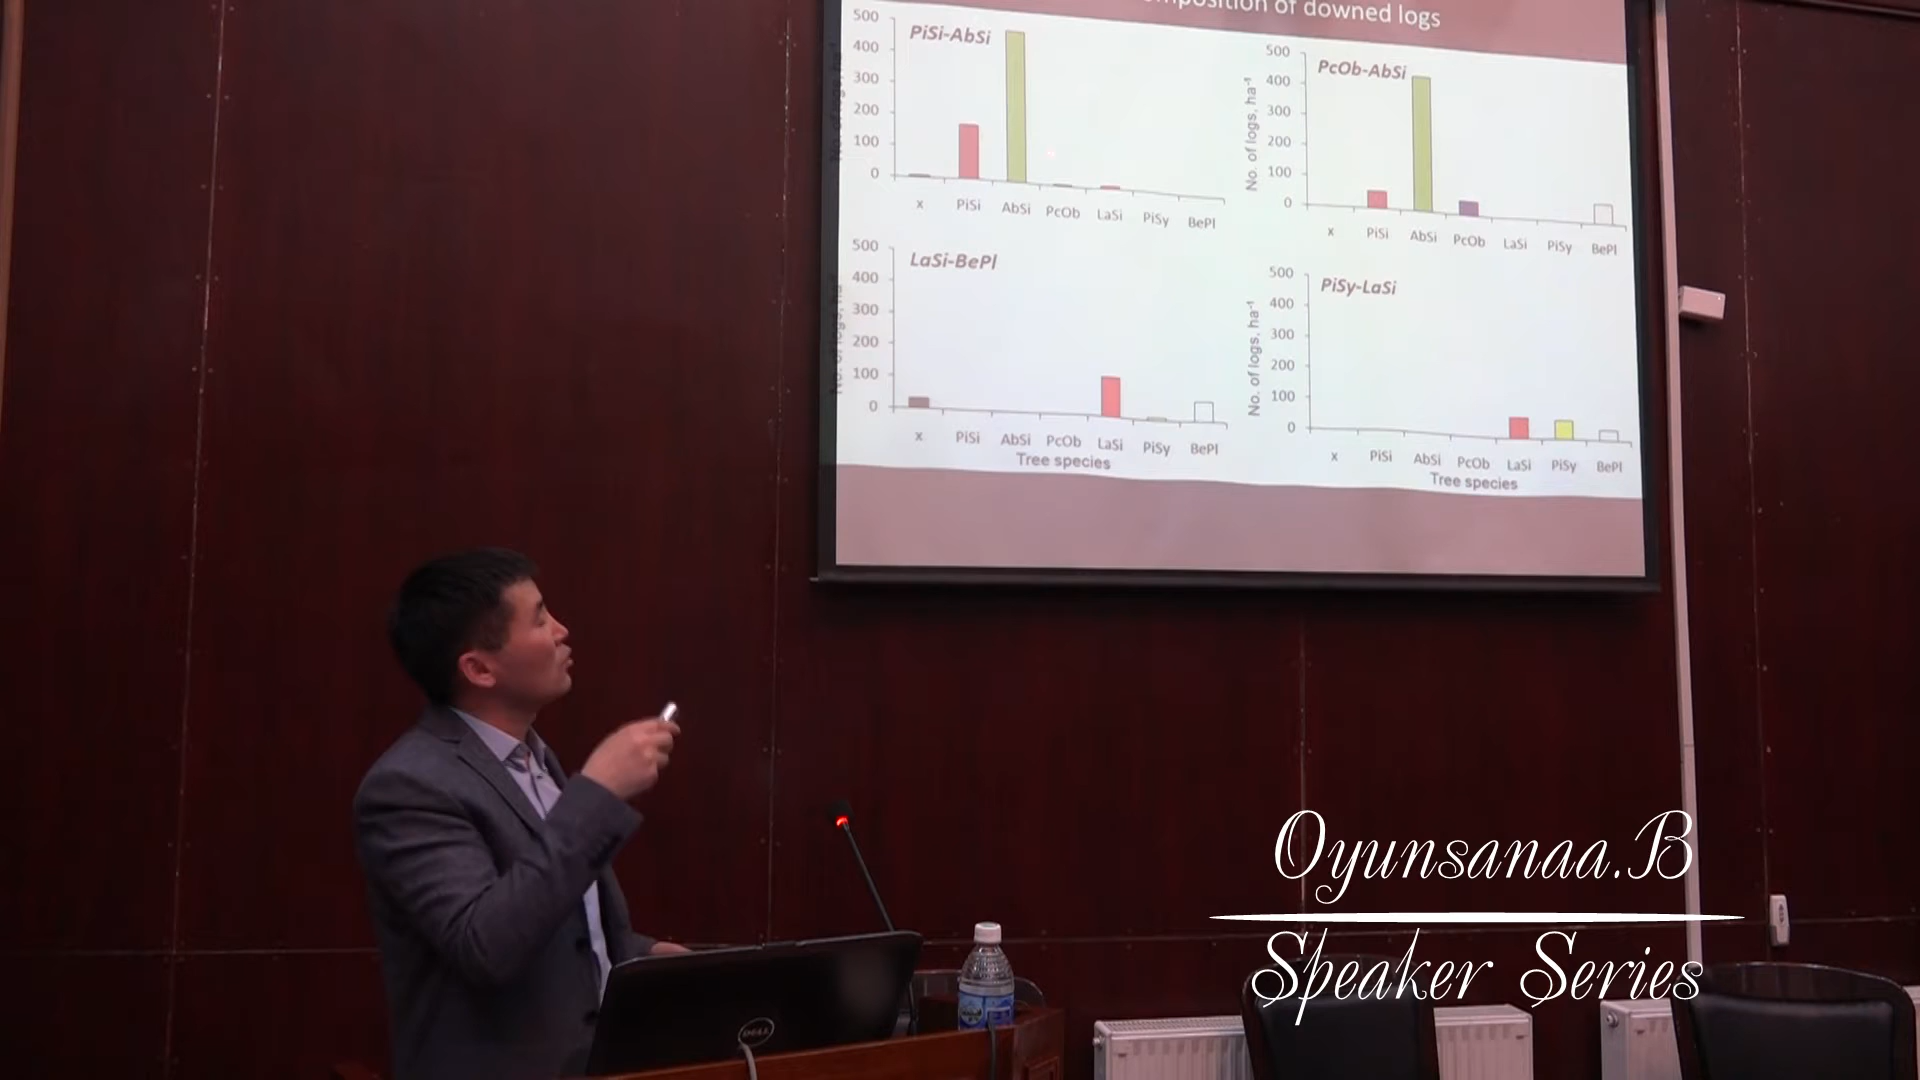 of downed logs
PiSi-AbSi
500
400
300
200
100
0
x PiSi AbSi PcOb LaSi PiSy BePl
PcOb-AbSi
No. of logs, ha-1
500
400
300
200
100
0
x PiSi AbSi PcOb LaSi PiSy BePl
LaSi-BePl
500
400
300
200
100
0
x PiSi AbSi PcOb LaSi PiSy BePl
Tree species
PiSy-LaSi
No. of logs, ha-1
500
400
300
200
100
0
x PiSi AbSi PcOb LaSi PiSy BePl
Tree species
DELL
Oyunsanaa.B
Speaker Series